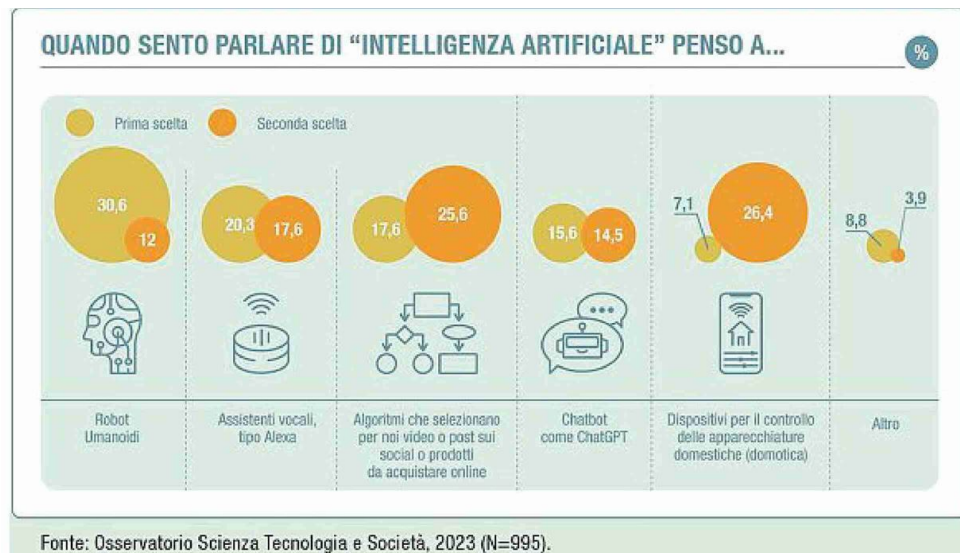 QUANDO SENTO PARLARE DI “INTELLIGENZA ARTIFICIALE” PENSO A...
%
Prima scelta
Seconda scelta
30,6
12
20,3
17,6
17,6
25,6
15,6
14,5
7,1
26,4
8,8
3,9
Robot
Umanoidi
Assistenti vocali,
tipo Alexa
Algoritmi che selezionano
per noi video o post sui
social o prodotti
da acquistare online
Chatbot
come ChatGPT
Dispositivi per il controllo
delle apparecchiature
domestiche (domotica)
Altro
Fonte: Osservatorio Scienza Tecnologia e Società, 2023 (N=995).